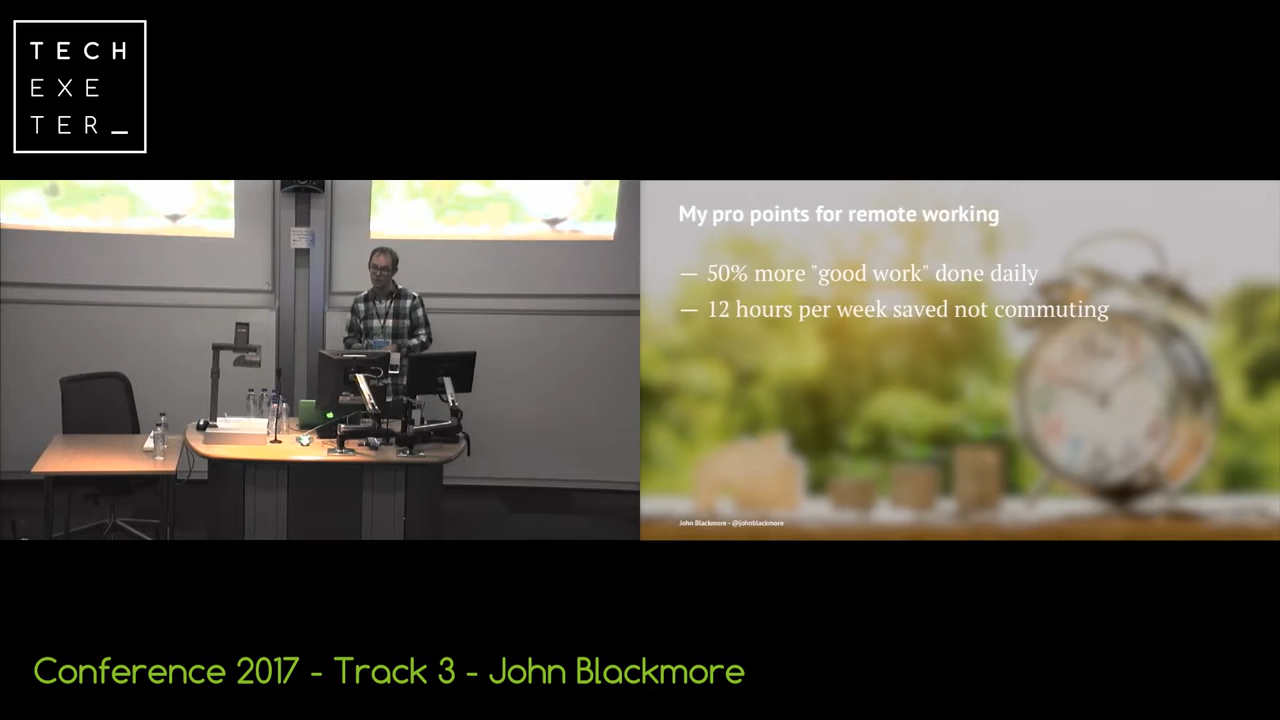 TECH
EXE
TER_
My pro points for remote working
— 50% more "good work" done daily
— 12 hours per week saved not commuting
John Blackmore - @johnblackmore
Conference 2017 - Track 3 - John Blackmore